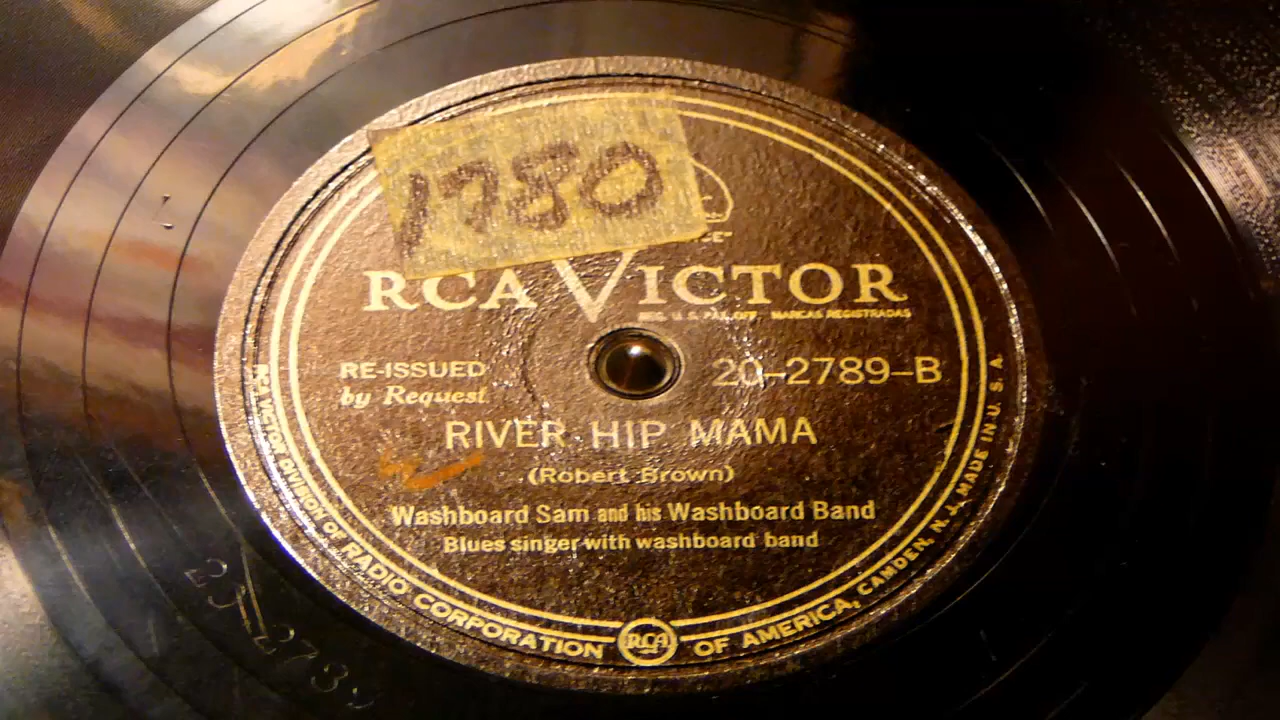 1780
RCA VICTOR
REG. U. S. PAT. OFF. MARCAS REGISTRADAS
RE-ISSUED
by Request
20-2789-B
RIVER HIP MAMA
(Robert Brown)
Washboard Sam and his Washboard Band
Blues singer with washboard band
RCA VICTOR DIVISION OF RADIO CORPORATION OF AMERICA, CAMDEN, N. J. MADE IN U. S. A.
RCA